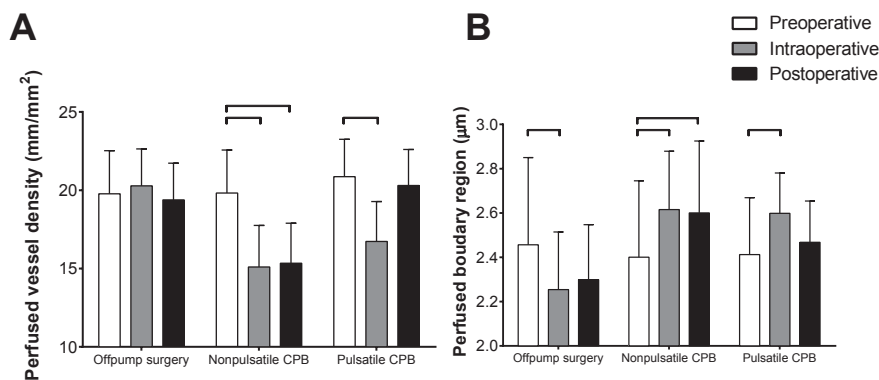 A
B
Preoperative
Intraoperative
Postoperative
Perfused vessel density (mm/mm²)
25
20
15
10
Offpump surgery Nonpulsatile CPB Pulsatile CPB
Perfused boudary region (µm)
3.0
2.8
2.6
2.4
2.2
2.0
Offpump surgery Nonpulsatile CPB Pulsatile CPB